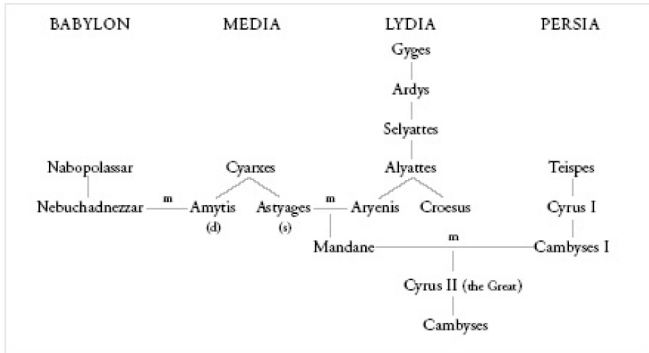 BABYLON MEDIA LYDIA PERSIA
Gyges
Ardys
Selyattes
Nabopolassar Cyarxes Alyattes Teispes
Nebuchadnezzar m Amytis Astyages m Aryenis Croesus Cyrus I
(d) (s)
Mandane m Cambyses I
Cyrus II (the Great)
Cambyses